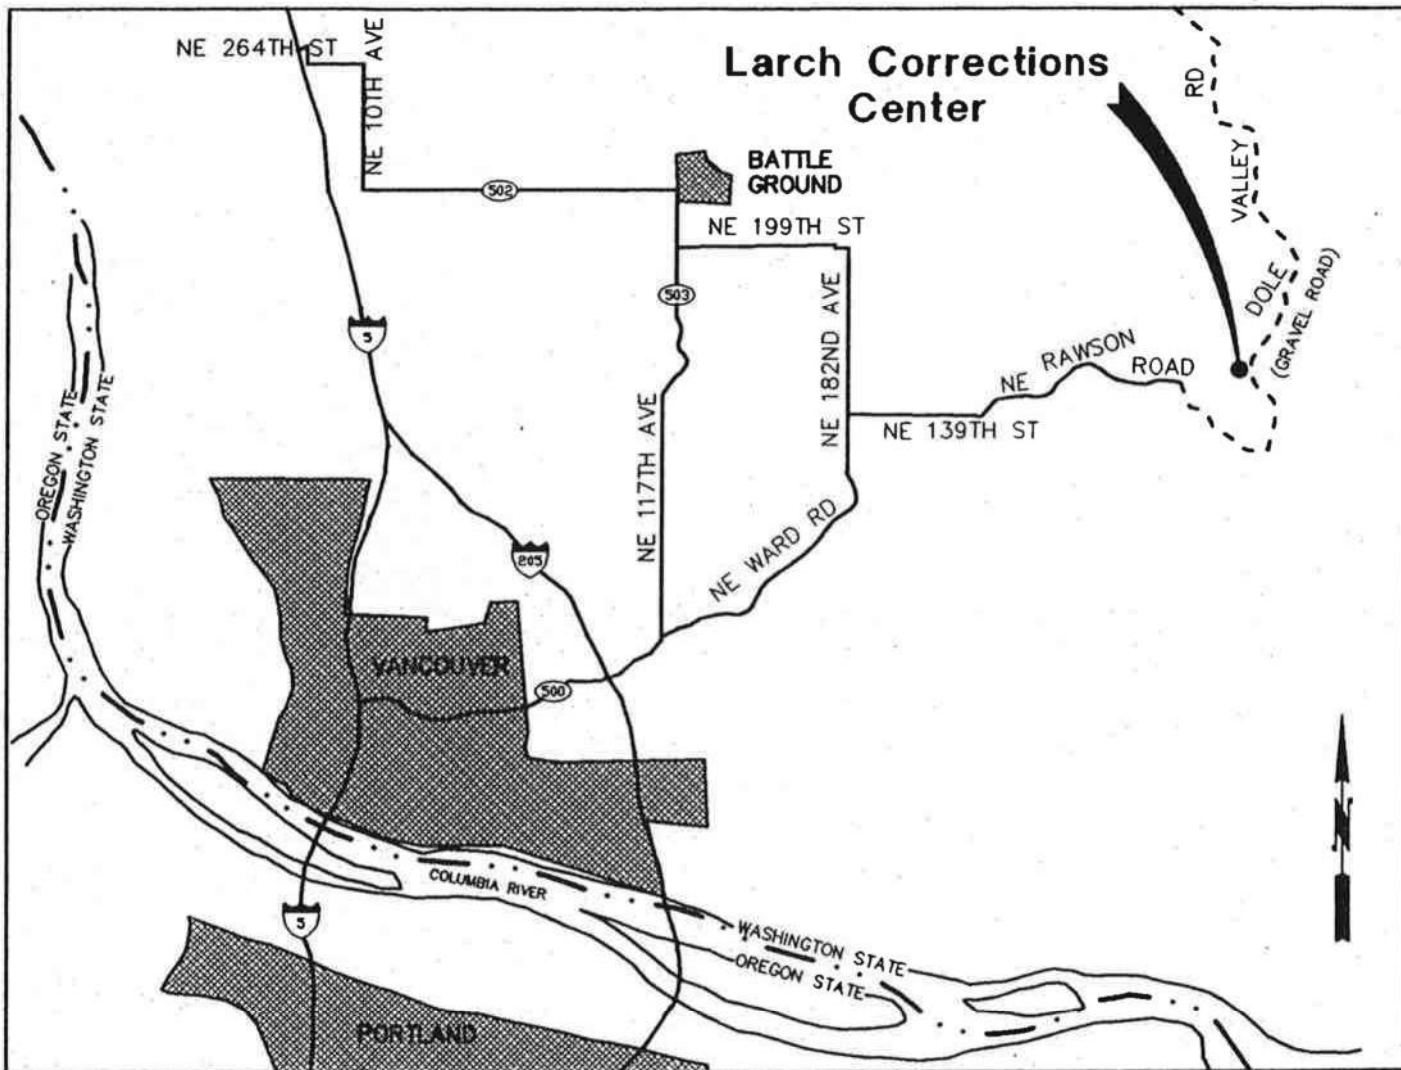 NE 264TH ST
NE 10TH AVE
Larch Corrections
Center
RD
VALLEY
DOLE
(GRAVEL ROAD)
BATTLE
GROUND
502
NE 199TH ST
503
5
NE 182ND AVE
NE RAWSON ROAD
NE 139TH ST
NE 117TH AVE
NE WARD RD
OREGON STATE
WASHINGTON STATE
205
VANCOUVER
500
N
COLUMBIA RIVER
5
WASHINGTON STATE
OREGON STATE
PORTLAND